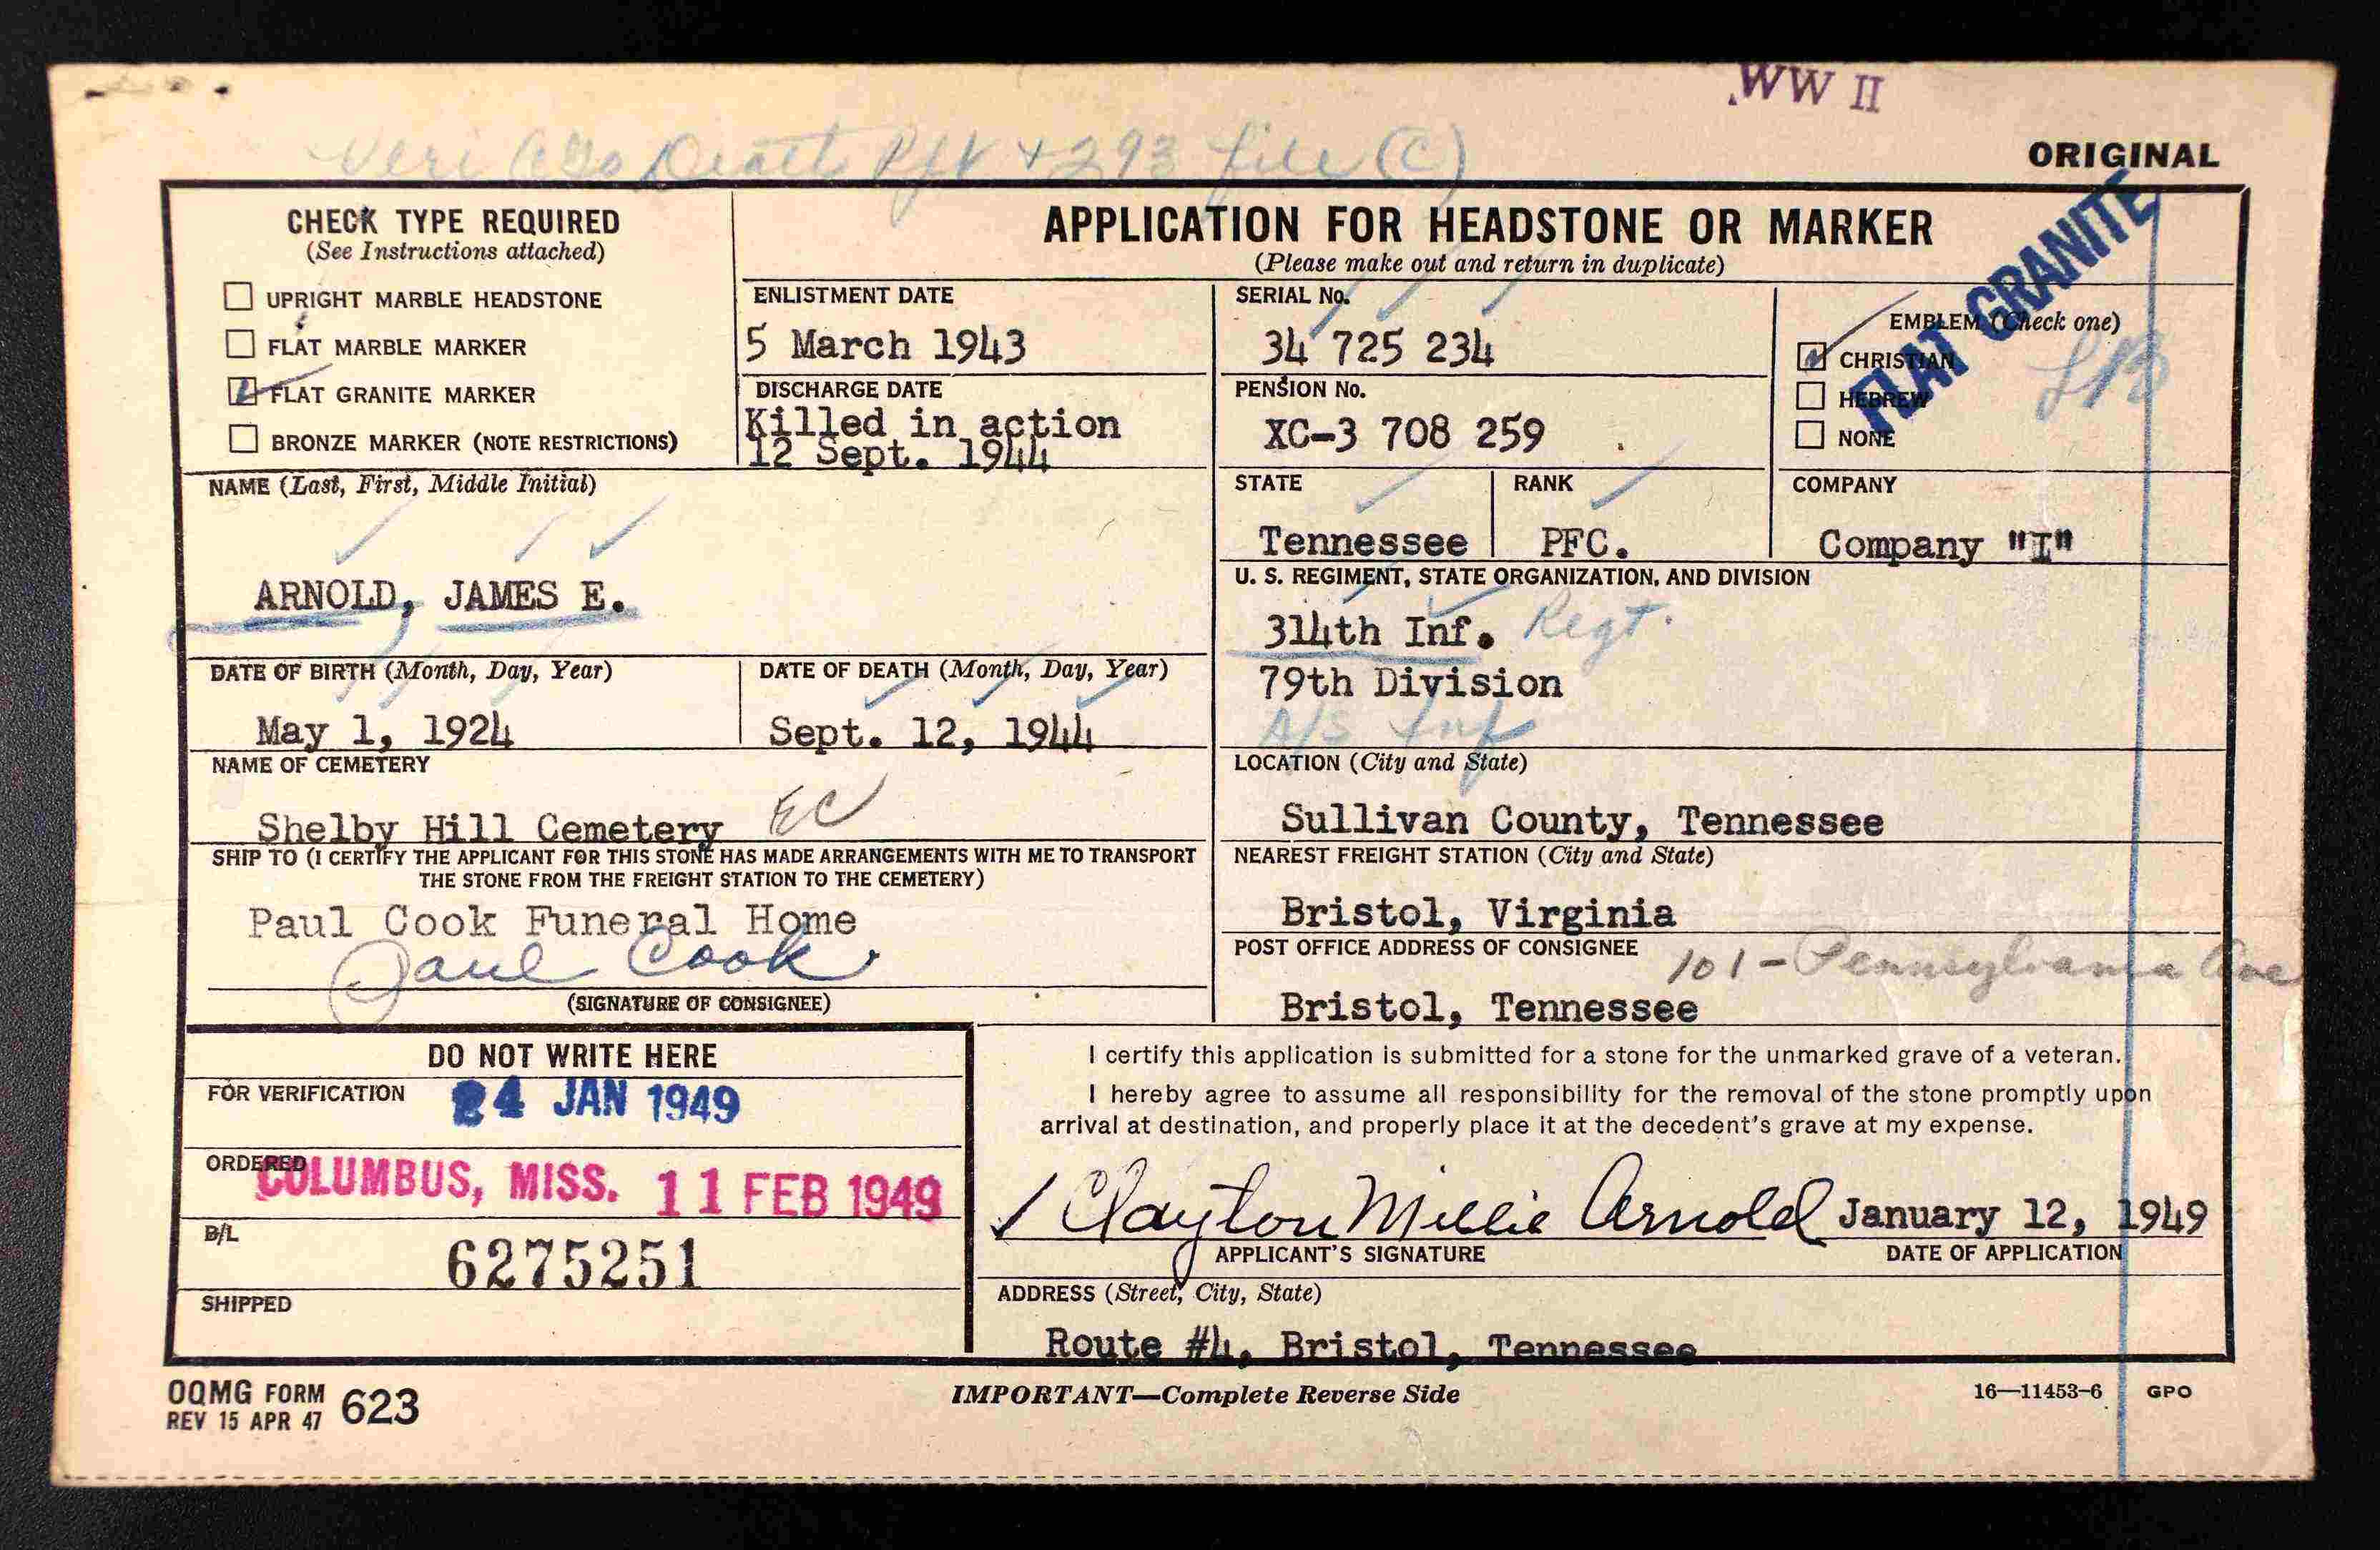 WW II
ORIGINAL
Death + 293 file (C)
CHECK TYPE REQUIRED
(See Instructions attached)
UPRIGHT MARBLE HEADSTONE
FLAT MARBLE MARKER
FLAT GRANITE MARKER
BRONZE MARKER (NOTE RESTRICTIONS)
APPLICATION FOR HEADSTONE OR MARKER
(Please make out and return in duplicate)
ENLISTMENT DATE
5 March 1943
DISCHARGE DATE
Killed in action
12 Sept. 1944
SERIAL No.
34 725 234
PENSION No.
XC-3 708 259
EMBLEM (Check one)
CHRISTIAN
HEBREW
NONE
FLAT GRANITE
NAME (Last, First, Middle Initial)
ARNOLD, JAMES E.
STATE
Tennessee
RANK
PFC.
COMPANY
Company "I"
U. S. REGIMENT, STATE ORGANIZATION, AND DIVISION
314th Inf. Regt.
79th Division
A/S Inf
DATE OF BIRTH (Month, Day, Year)
May 1, 1924
DATE OF DEATH (Month, Day, Year)
Sept. 12, 1944
NAME OF CEMETERY
Shelby Hill Cemetery EC
LOCATION (City and State)
Sullivan County, Tennessee
SHIP TO (I CERTIFY THE APPLICANT FOR THIS STONE HAS MADE ARRANGEMENTS WITH ME TO TRANSPORT
THE STONE FROM THE FREIGHT STATION TO THE CEMETERY)
Paul Cook Funeral Home
Paul Cook
(SIGNATURE OF CONSIGNEE)
NEAREST FREIGHT STATION (City and State)
Bristol, Virginia
POST OFFICE ADDRESS OF CONSIGNEE
101 - Pennsylvania Ave
Bristol, Tennessee
DO NOT WRITE HERE
FOR VERIFICATION
24 JAN 1949
ORDERED
COLUMBUS, MISS. 11 FEB 1949
B/L
6275251
SHIPPED
I certify this application is submitted for a stone for the unmarked grave of a veteran.
I hereby agree to assume all responsibility for the removal of the stone promptly upon
arrival at destination, and properly place it at the decedent's grave at my expense.
Clayton Millie Arnold January 12, 1949
APPLICANT'S SIGNATURE
DATE OF APPLICATION
ADDRESS (Street, City, State)
Route #4, Bristol, Tennessee
OQMG FORM 623
REV 15 APR 47
IMPORTANT—Complete Reverse Side
16—11453-6 GPO